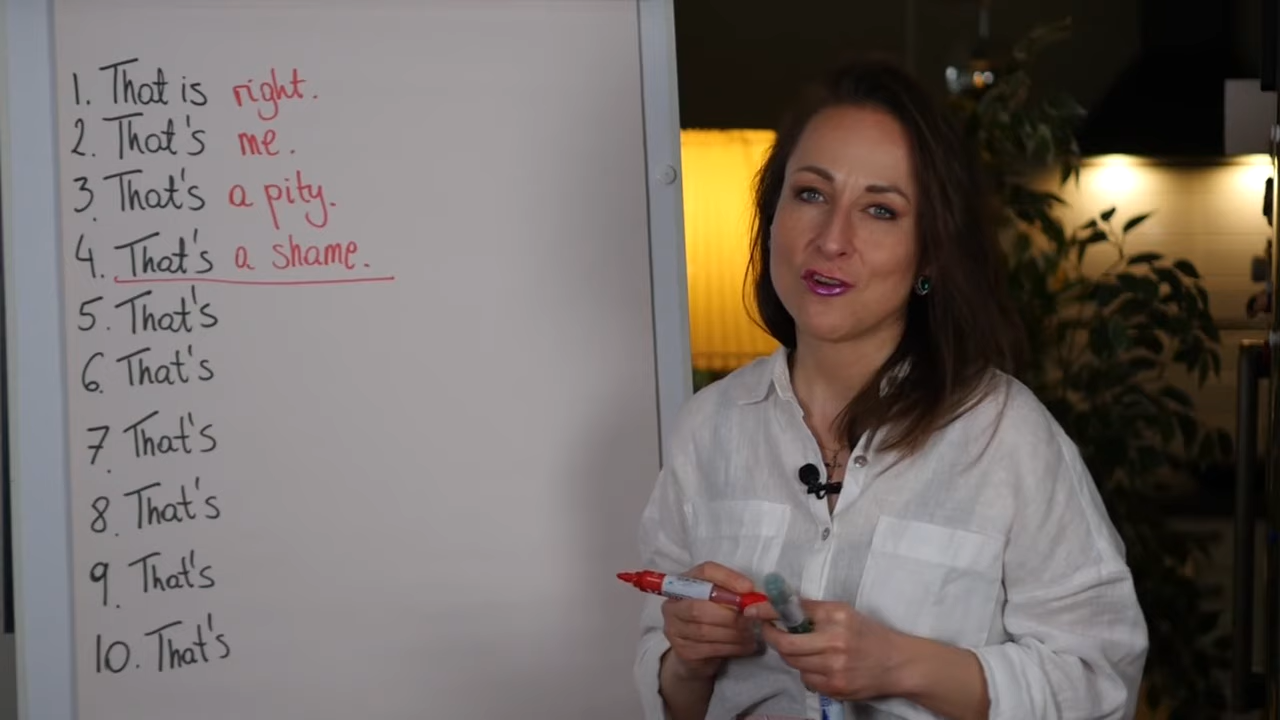 1. That is right.
2. That's me.
3. That's a pity.
4. That's a shame.
5. That's
6. That's
7. That's
8. That's
9. That's
10. That's